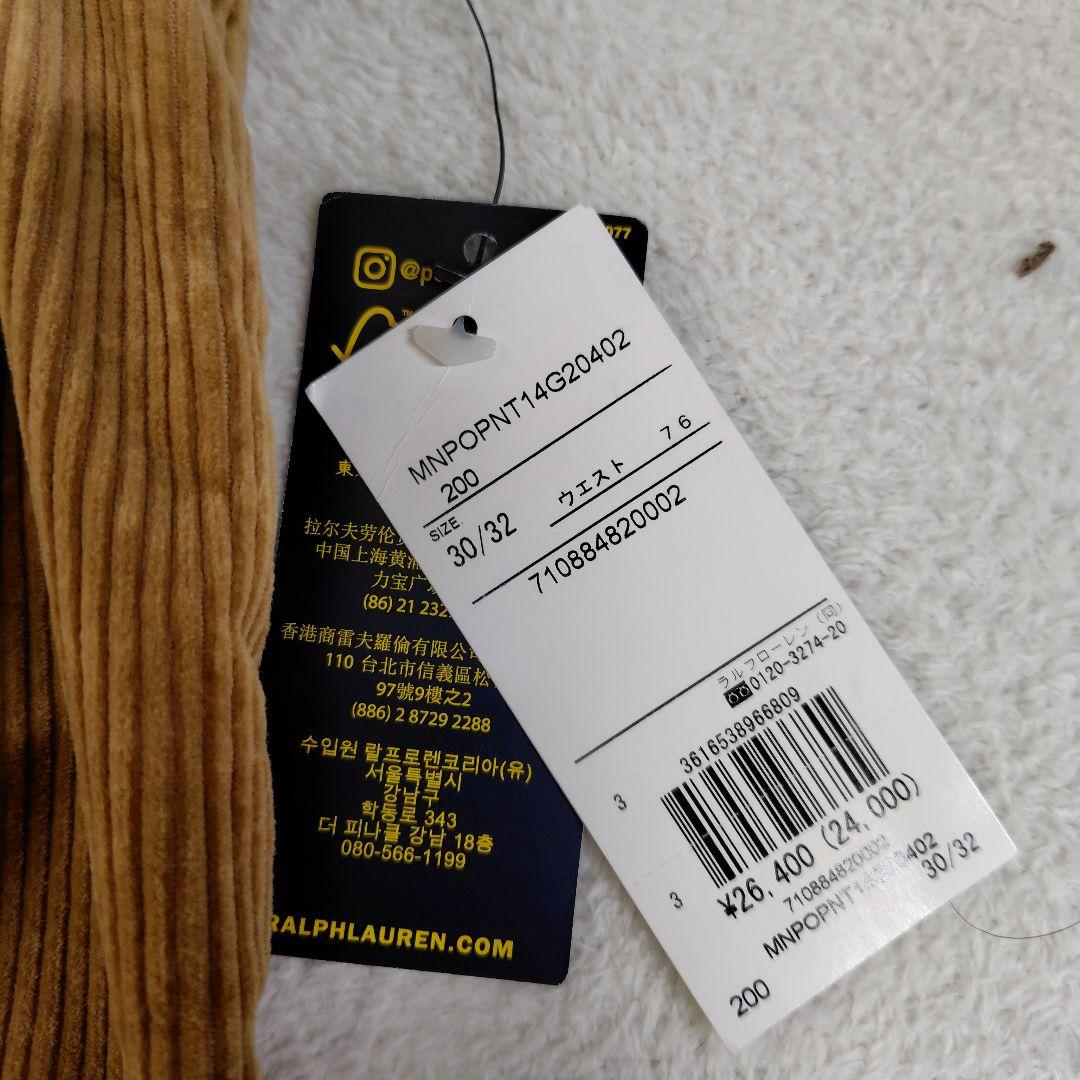 077
@p
TM
東
拉尔夫劳伦
中国上海黄浦
力宝广
(86) 21 232
香港商雷夫羅倫有限公司
110 台北市信義區松
97號9樓之2
(886) 2 8729 2288
수입원 랄프로렌코리아(유)
서울특별시
강남구
학동로 343
더 피나클 강남 18층
080-566-1199
RALPHLAUREN.COM
MNPOPNT14G20402
200
SIZE
30/32
ウエスト 76
710884820002
ラルフローレン (同)
0120-3274-20
3616538966809
3
3
¥26,400 (24,000)
710884820002
MNPOPNT14G20402
30/32
200